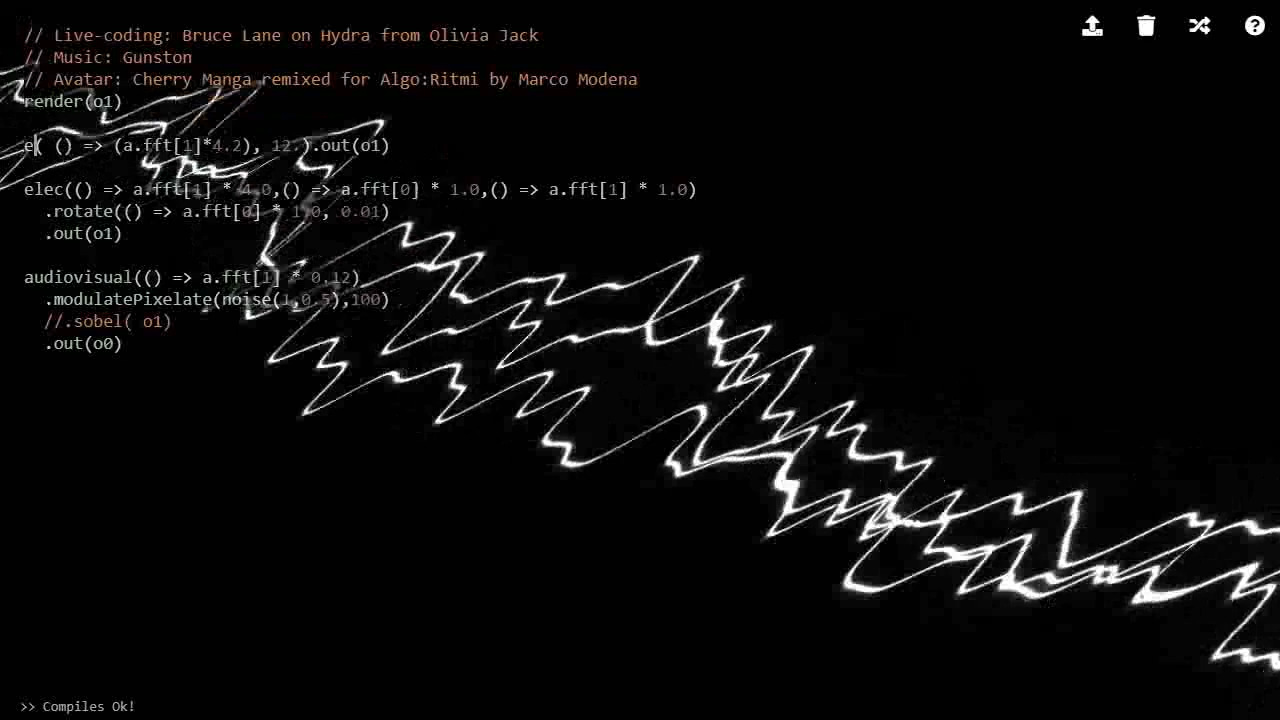 // Live-coding: Bruce Lane on Hydra from Olivia Jack
// Music: Gunston
// Avatar: Cherry Manga remixed for Algo:Ritmi by Marco Modena
render(o1)
e( () => (a.fft[1]*4.2), 12.).out(o1)
elec(() => a.fft[1] * 4.0,() => a.fft[0] * 1.0,() => a.fft[1] * 1.0)
.rotate(() => a.fft[0] * 1.0, 0.01)
.out(o1)
audiovisual(() => a.fft[1] * 0.12)
.modulatePixelate(noise(1,0.5),100)
//.sobel( o1)
.out(o0)
>> Compiles Ok!